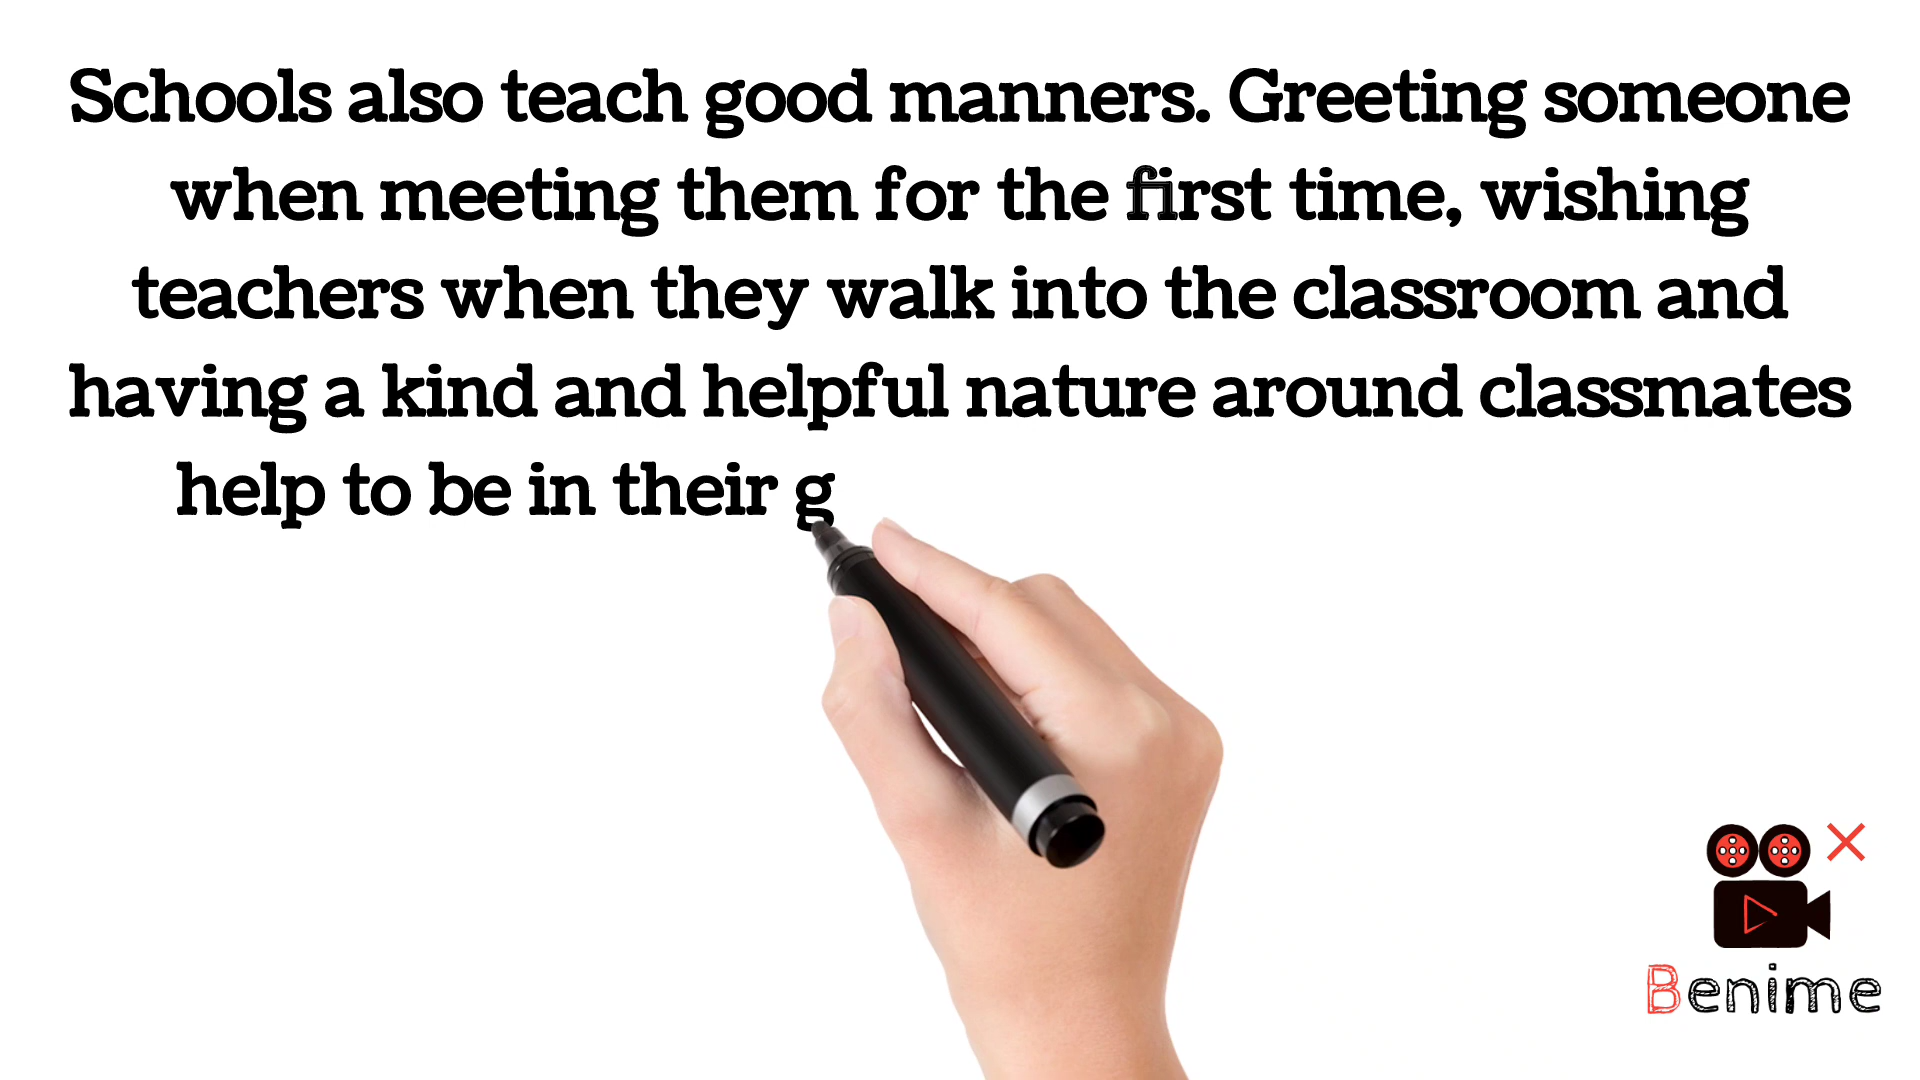 Schools also teach good manners. Greeting someone
when meeting them for the first time, wishing
teachers when they walk into the classroom and
having a kind and helpful nature around classmates
help to be in their g
Benime